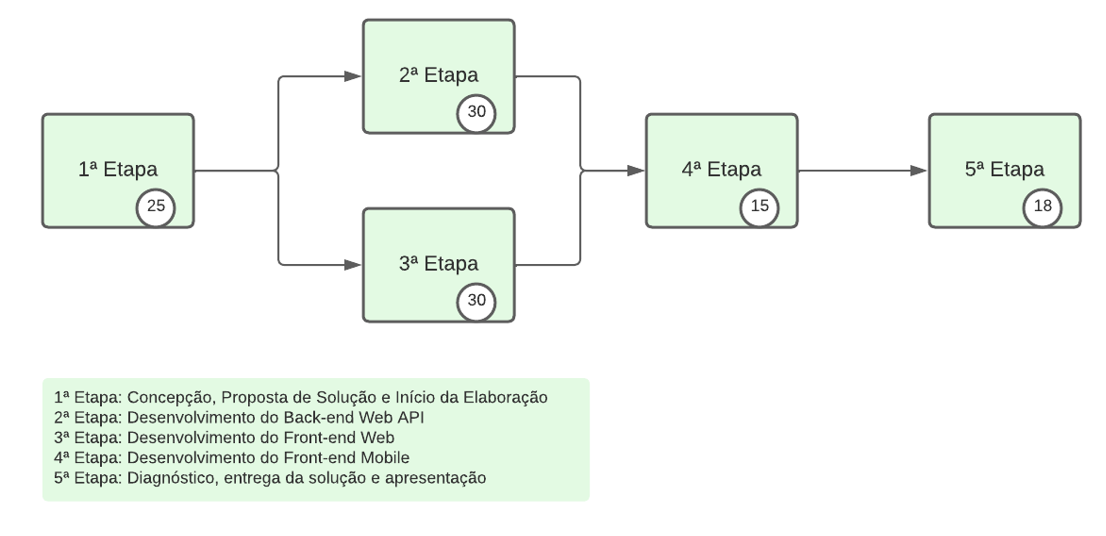 2ª Etapa
30
1ª Etapa
25
4ª Etapa
15
5ª Etapa
18
3ª Etapa
30
1ª Etapa: Concepção, Proposta de Solução e Início da Elaboração
2ª Etapa: Desenvolvimento do Back-end Web API
3ª Etapa: Desenvolvimento do Front-end Web
4ª Etapa: Desenvolvimento do Front-end Mobile
5ª Etapa: Diagnóstico, entrega da solução e apresentação